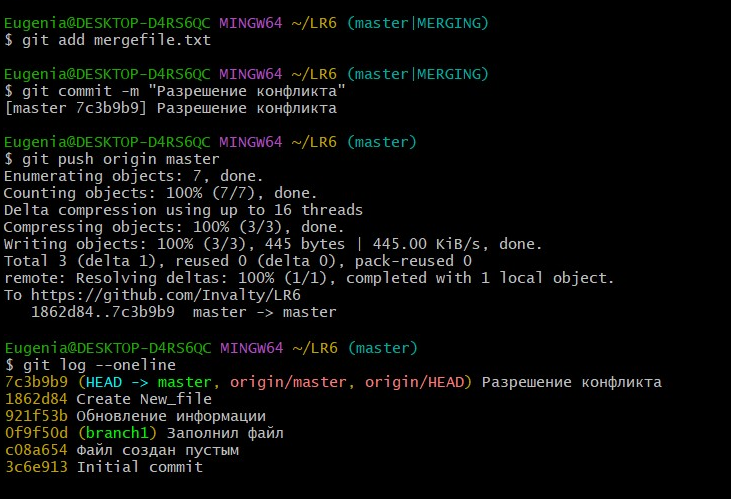 Eugenia@DESKTOP-D4RS6QC MINGW64 ~/LR6 (master|MERGING)
$ git add mergefile.txt
Eugenia@DESKTOP-D4RS6QC MINGW64 ~/LR6 (master|MERGING)
$ git commit -m "Разрешение конфликта"
[master 7c3b9b9] Разрешение конфликта
Eugenia@DESKTOP-D4RS6QC MINGW64 ~/LR6 (master)
$ git push origin master
Enumerating objects: 7, done.
Counting objects: 100% (7/7), done.
Delta compression using up to 16 threads
Compressing objects: 100% (3/3), done.
Writing objects: 100% (3/3), 445 bytes | 445.00 KiB/s, done.
Total 3 (delta 1), reused 0 (delta 0), pack-reused 0
remote: Resolving deltas: 100% (1/1), completed with 1 local object.
To https://github.com/Invalty/LR6
   1862d84..7c3b9b9  master -> master
Eugenia@DESKTOP-D4RS6QC MINGW64 ~/LR6 (master)
$ git log --oneline
7c3b9b9 (HEAD -> master, origin/master, origin/HEAD) Разрешение конфликта
1862d84 Create New_file
921f53b Обновление информации
0f9f50d (branch1) Заполнил файл
c08a654 Файл создан пустым
3c6e913 Initial commit